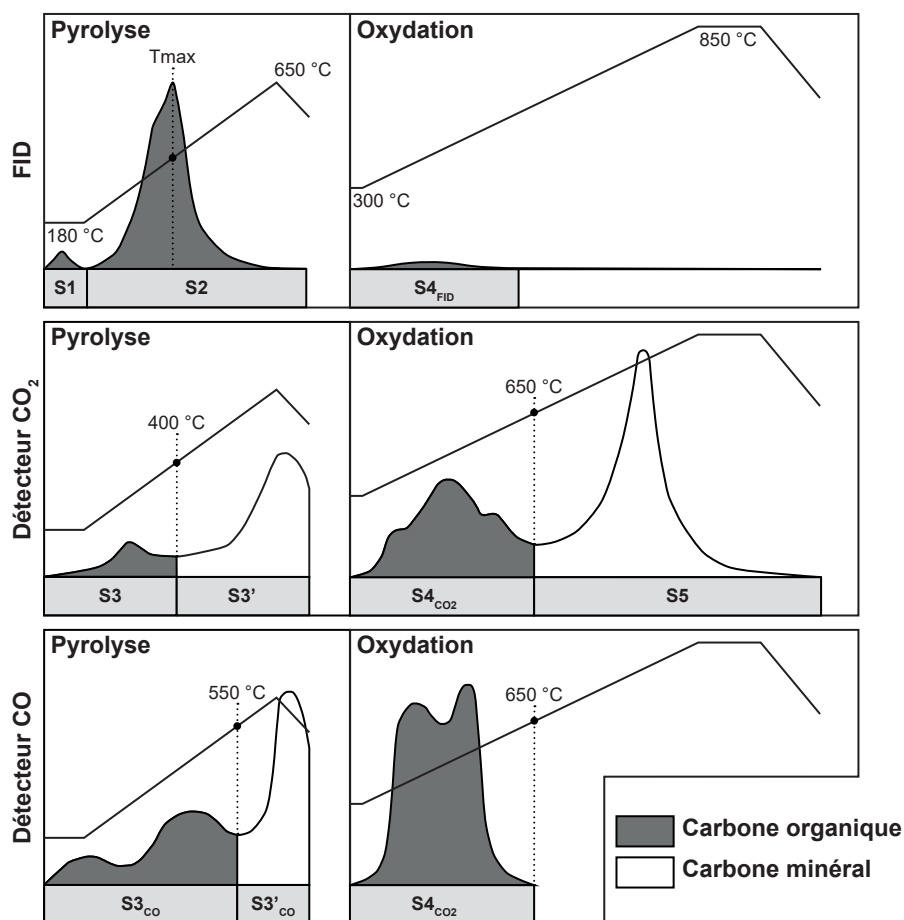 Pyrolyse
Oxydation
Tmax
650 °C
850 °C
FID
180 °C
300 °C
S1
S2
S4FID
Pyrolyse
Oxydation
Détecteur CO2
400 °C
650 °C
S3
S3’
S4CO2
S5
Pyrolyse
Oxydation
Détecteur CO
550 °C
650 °C
Carbone organique
Carbone minéral
S3CO
S3’CO
S4CO2